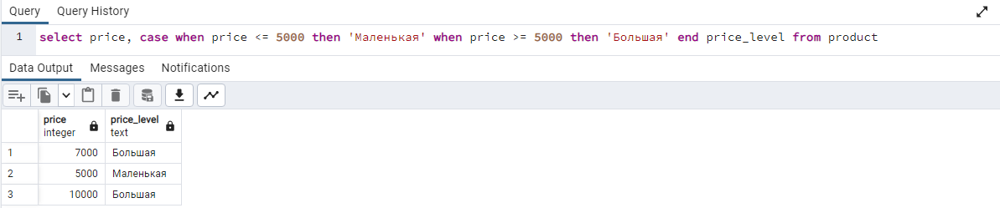 Query Query History
1 select price, case when price <= 5000 then 'Маленькая' when price >= 5000 then 'Большая' end price_level from product
Data Output Messages Notifications
price price_level
integer text
1 7000 Большая
2 5000 Маленькая
3 10000 Большая